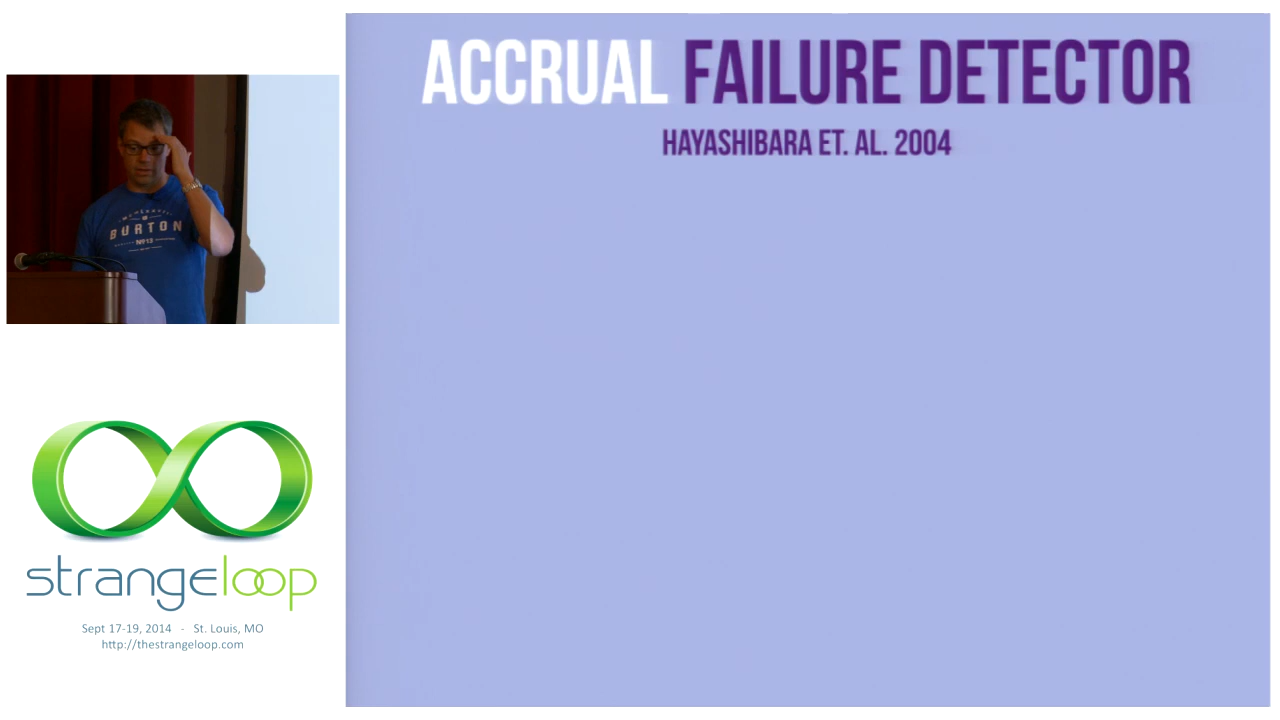 ACCRUAL FAILURE DETECTOR
HAYASHIBARA ET. AL. 2004
BURTON
Nº13
strangeloop
Sept 17-19, 2014 - St. Louis, MO
http://thestrangeloop.com